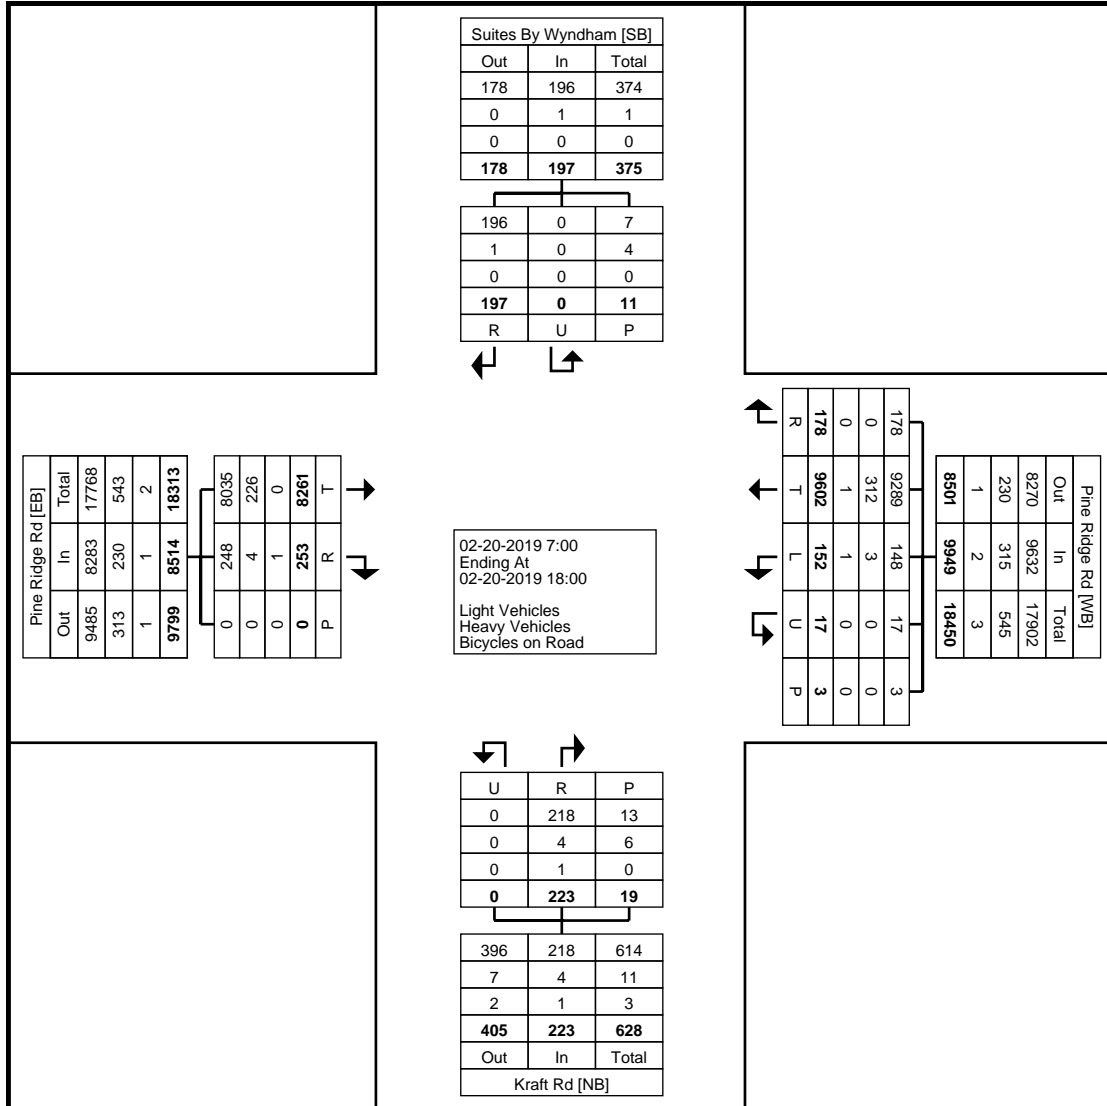 Suites By Wyndham [SB]
Out In Total
178 196 374
0 1 1
0 0 0
178 197 375
196 0 7
1 0 4
0 0 0
197 0 11
R U P
Pine Ridge Rd [EB]
Total In Out
17768 8283 9485
543 230 313
2 1 1
18313 8514 9799
8035 248 0
226 4 0
0 1 0
8261 253 0
T R P
02-20-2019 7:00
Ending At
02-20-2019 18:00
Light Vehicles
Heavy Vehicles
Bicycles on Road
R T L U P
178 9602 152 17 3
0 1 1 0 0
0 312 3 0 0
178 9289 148 17 3
Pine Ridge Rd [WB]
Out In Total
8270 9632 17902
230 315 545
1 2 3
8501 9949 18450
U R P
0 218 13
0 4 6
0 1 0
0 223 19
396 218 614
7 4 11
2 1 3
405 223 628
Out In Total
Kraft Rd [NB]